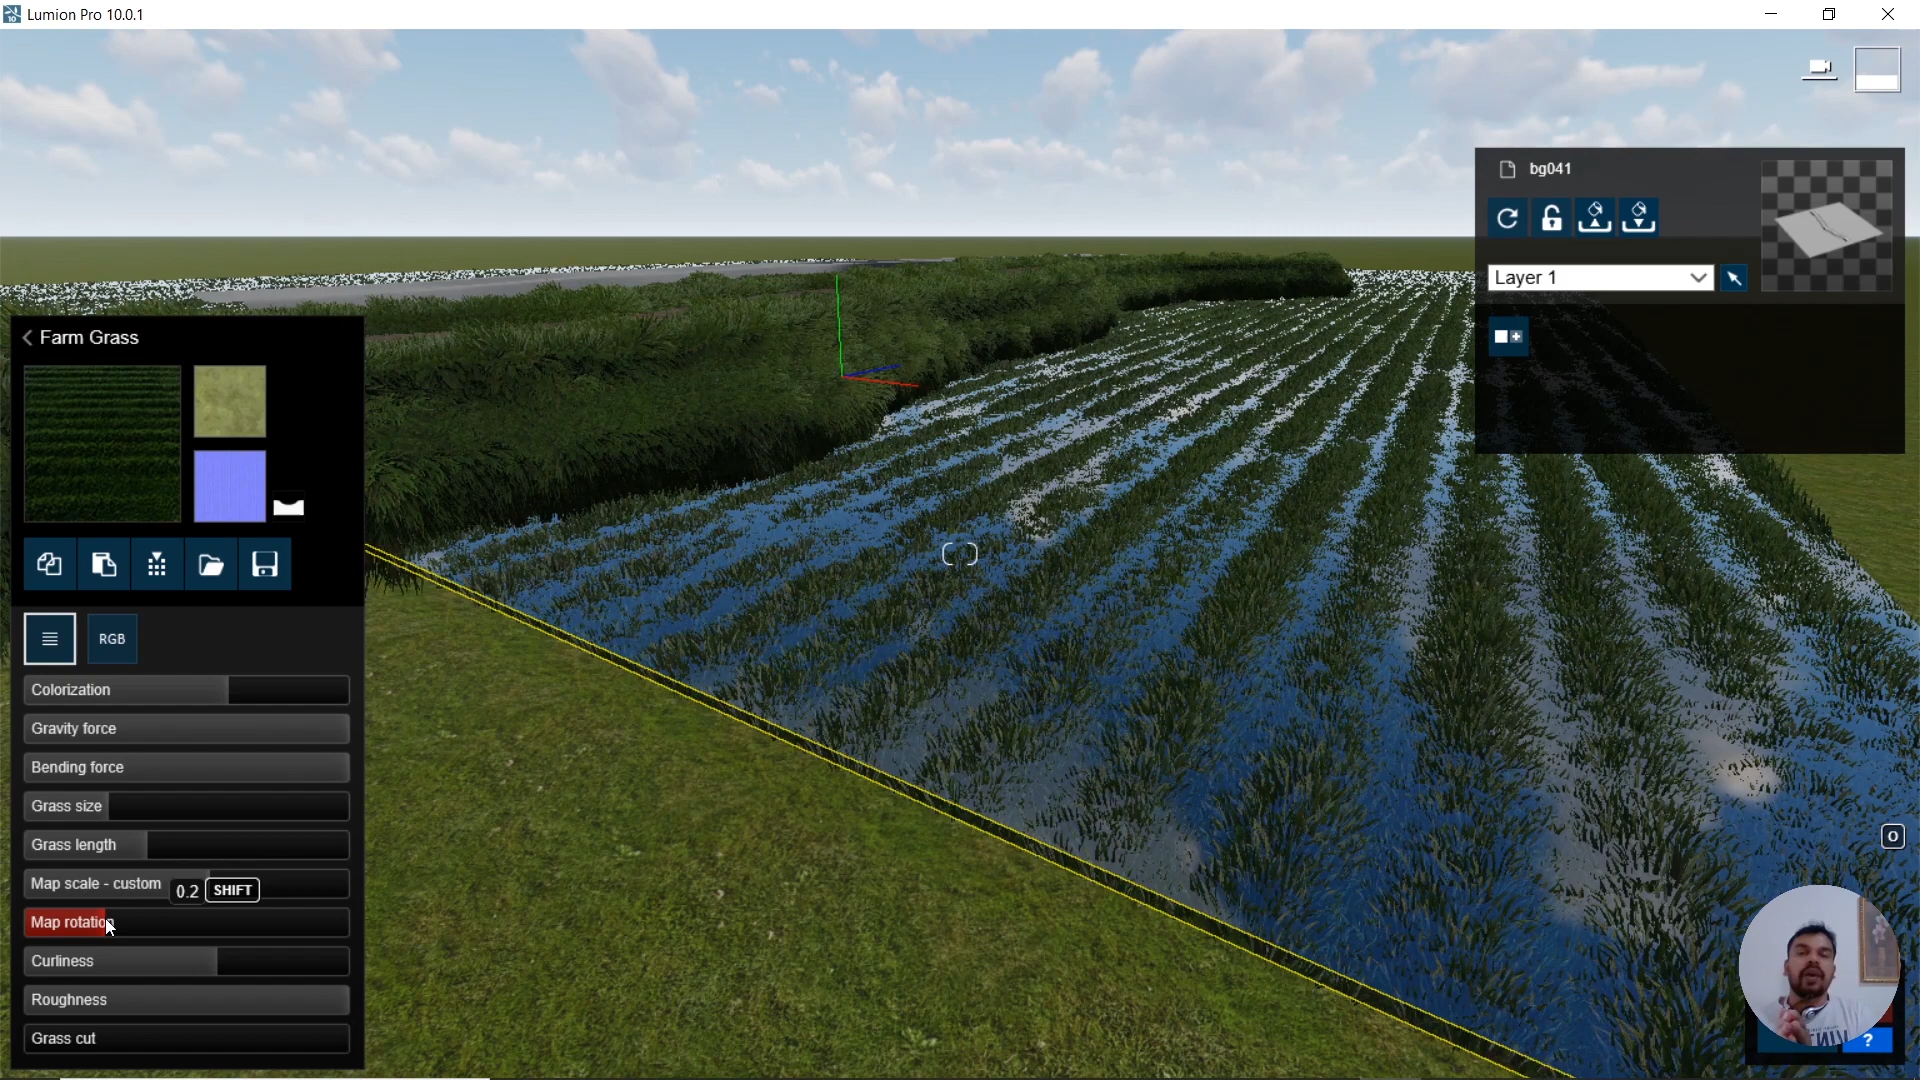 Lumion Pro 10.0.1
bg041
Layer 1
Farm Grass
RGB
Colorization
Gravity force
Bending force
Grass size
Grass length
Map scale - custom
0.2 SHIFT
Map rotation
Curliness
Roughness
Grass cut
O
?